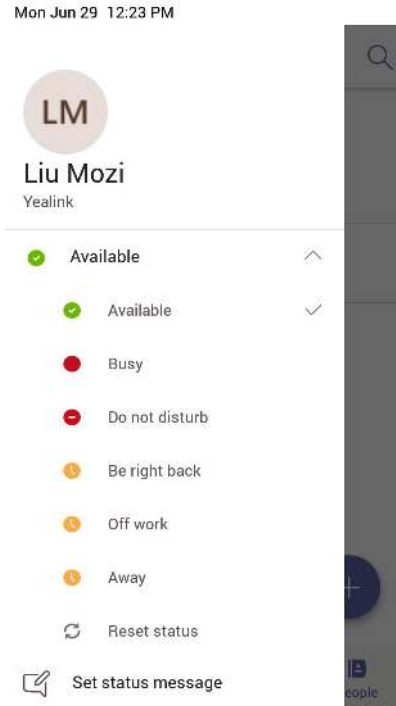 Mon Jun 29 12:23 PM
LM
Liu Mozi
Yealink
Available
Available
Busy
Do not disturb
Be right back
Off work
Away
Reset status
Set status message
eople